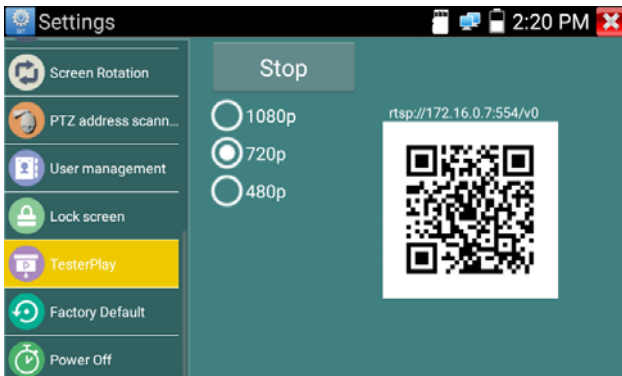 Settings
2:20 PM
Screen Rotation
PTZ address scann...
User management
Lock screen
TesterPlay
Factory Default
Power Off
Stop
1080p
720p
480p
rtsp://172.16.0.7:554/v0